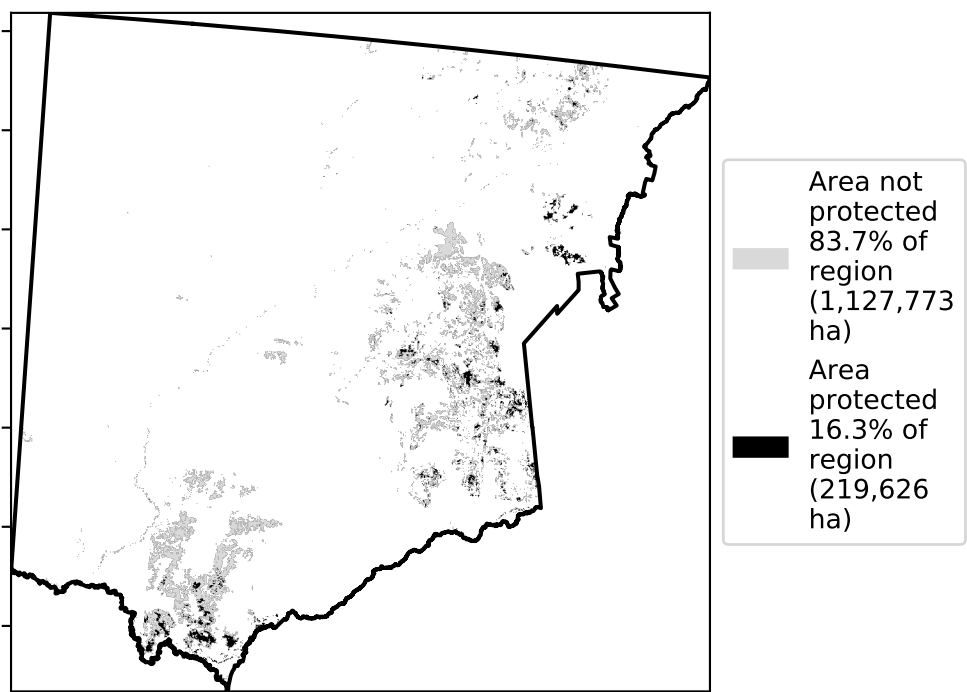 Area not
protected
83.7% of
region
(1,127,773
ha)
Area
protected
16.3% of
region
(219,626
ha)